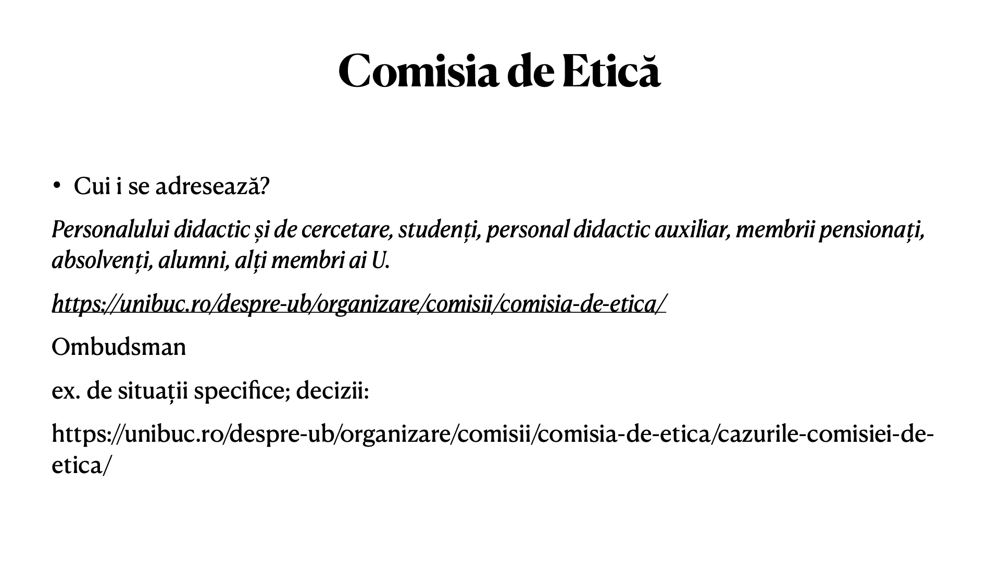 Comisia de Etică
• Cui i se adresează?
Personalului didactic și de cercetare, studenți, personal didactic auxiliar, membrii pensionați,
absolvenți, alumni, alți membri ai U.
https://unibuc.ro/despre-ub/organizare/comisii/comisia-de-etica/
Ombudsman
ex. de situații specifice; decizii:
https://unibuc.ro/despre-ub/organizare/comisii/comisia-de-etica/cazurile-comisiei-de-
etica/